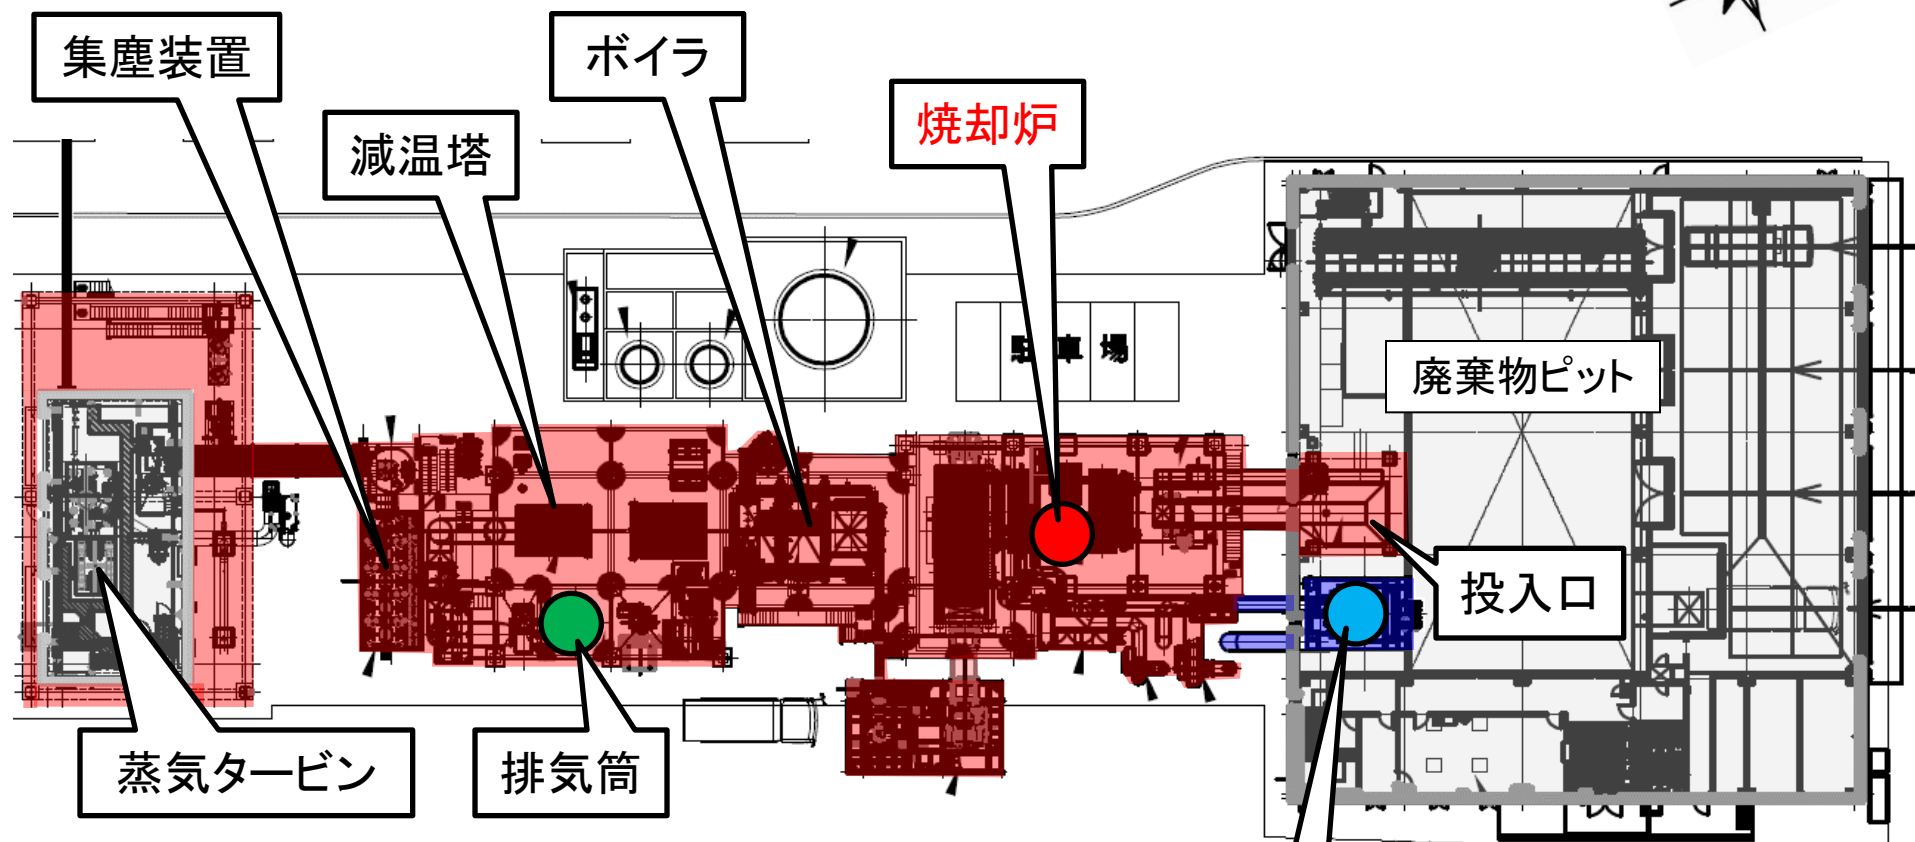 集塵装置
ボイラ
焼却炉
減温塔
駐車場
廃棄物ピット
投入口
蒸気タービン
排気筒